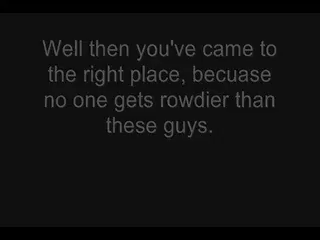 Well then you've came to
the right place, becuase
no one gets rowdier than
these guys.